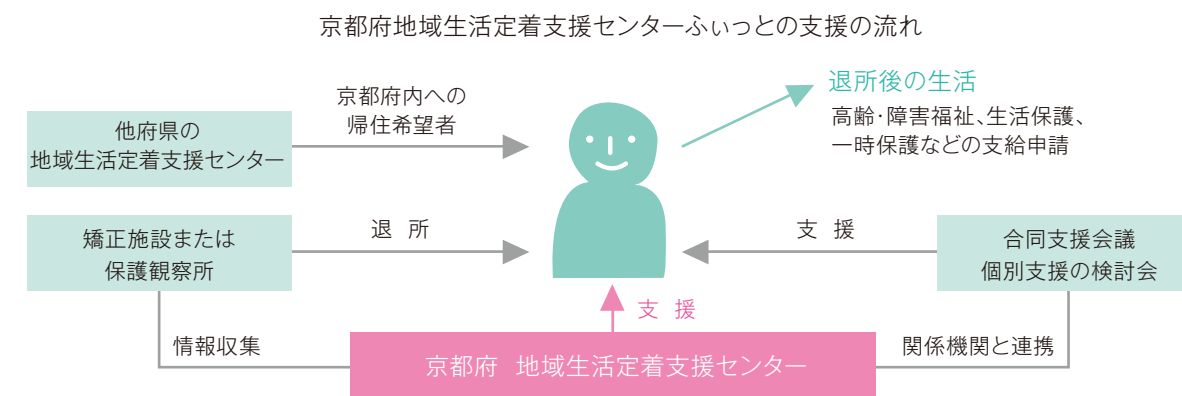 京都府地域生活定着支援センターふぃっとの支援の流れ
他府県の
地域生活定着支援センター
京都府内への
帰住希望者
退所後の生活
高齢・障害福祉、生活保護、
一時保護などの支給申請
矯正施設または
保護観察所
退 所
支 援
合同支援会議
個別支援の検討会
支 援
情報収集
京都府 地域生活定着支援センター
関係機関と連携